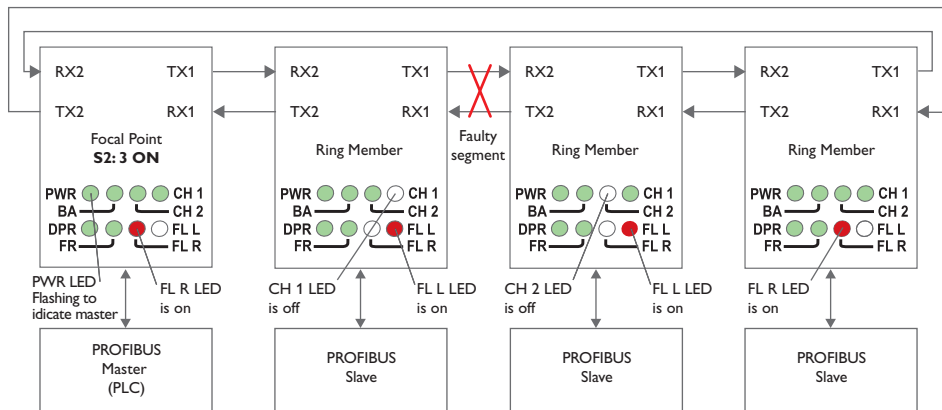 RX2 TX1
TX2 RX1
Focal Point
S2: 3 ON
PWR CH 1
BA CH 2
DPR FL L
FR FL R
PWR LED
Flashing to
idicate master
FL R LED
is on
PROFIBUS
Master
(PLC)
RX2 TX1
TX2 RX1
Ring Member
PWR CH 1
BA CH 2
DPR FL L
FR FL R
CH 1 LED
is off
FL L LED
is on
PROFIBUS
Slave
Faulty
segment
RX2 TX1
TX2 RX1
Ring Member
PWR CH 1
BA CH 2
DPR FL L
FR FL R
CH 2 LED
is off
FL L LED
is on
PROFIBUS
Slave
RX2 TX1
TX2 RX1
Ring Member
PWR CH 1
BA CH 2
DPR FL L
FR FL R
FL R LED
is on
PROFIBUS
Slave